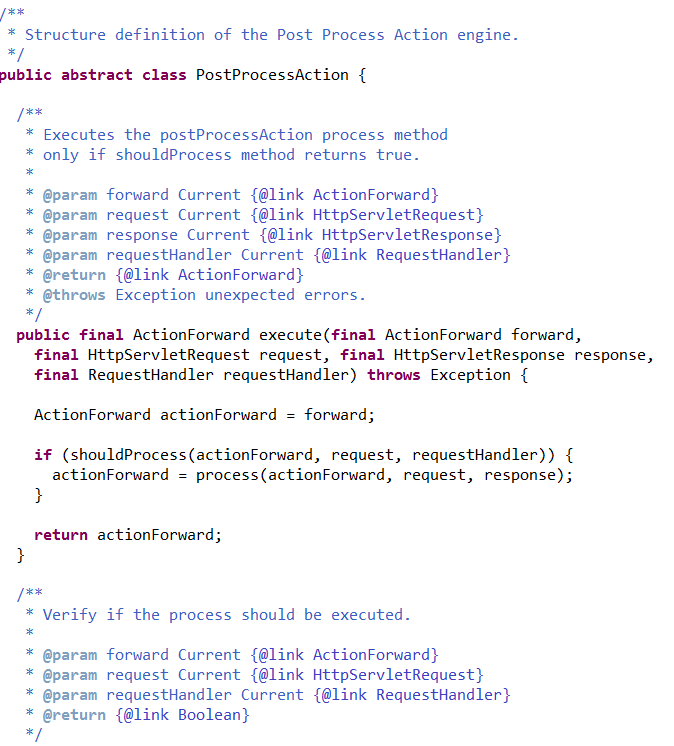 /**
 * Structure definition of the Post Process Action engine.
 */
public abstract class PostProcessAction {

  /**
   * Executes the postProcessAction process method
   * only if shouldProcess method returns true.
   *
   * @param forward Current {@link ActionForward}
   * @param request Current {@link HttpServletRequest}
   * @param response Current {@link HttpServletResponse}
   * @param requestHandler Current {@link RequestHandler}
   * @return {@link ActionForward}
   * @throws Exception unexpected errors.
   */
  public final ActionForward execute(final ActionForward forward,
    final HttpServletRequest request, final HttpServletResponse response,
    final RequestHandler requestHandler) throws Exception {

    ActionForward actionForward = forward;

    if (shouldProcess(actionForward, request, requestHandler)) {
      actionForward = process(actionForward, request, response);
    }

    return actionForward;
  }

  /**
   * Verify if the process should be executed.
   *
   * @param forward Current {@link ActionForward}
   * @param request Current {@link HttpServletRequest}
   * @param requestHandler Current {@link RequestHandler}
   * @return {@link Boolean}
   */